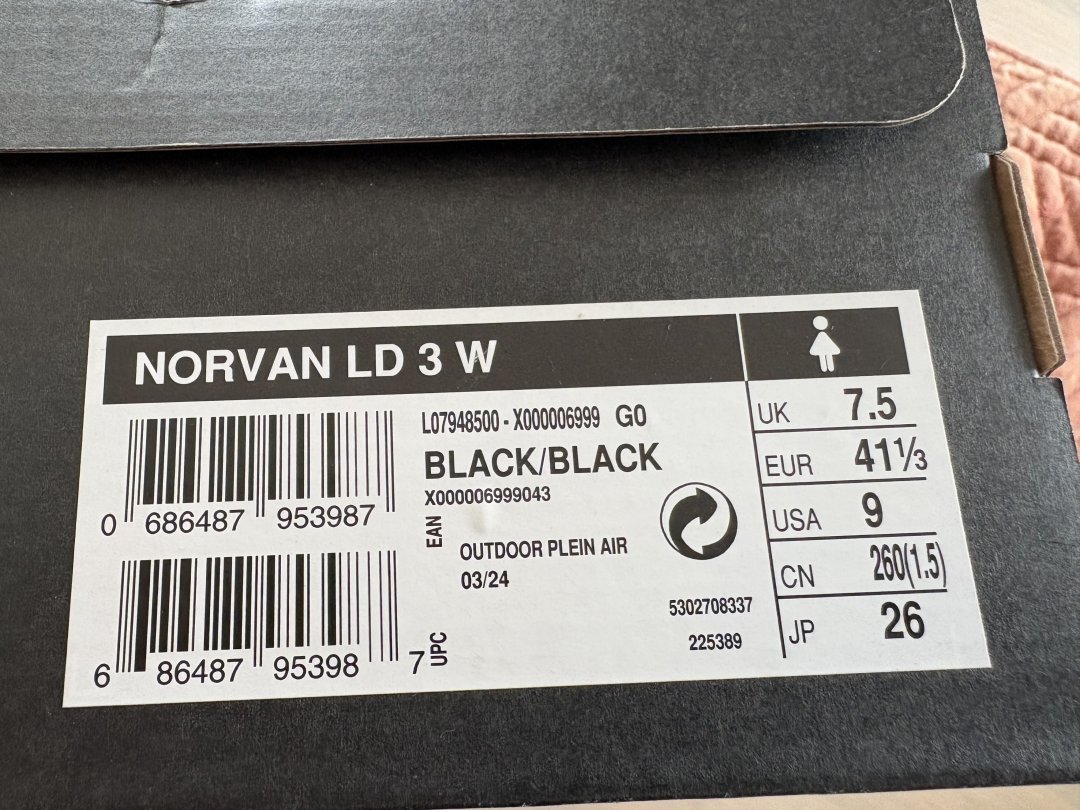 NORVAN LD 3 W
L07948500 - X000006999 G0
BLACK/BLACK
X000006999043
0 686487 953987
EAN
OUTDOOR PLEIN AIR
03/24
6 86487 95398 7
UPC
5302708337
225389
UK 7.5
EUR 41⅓
USA 9
CN 260(1.5)
JP 26